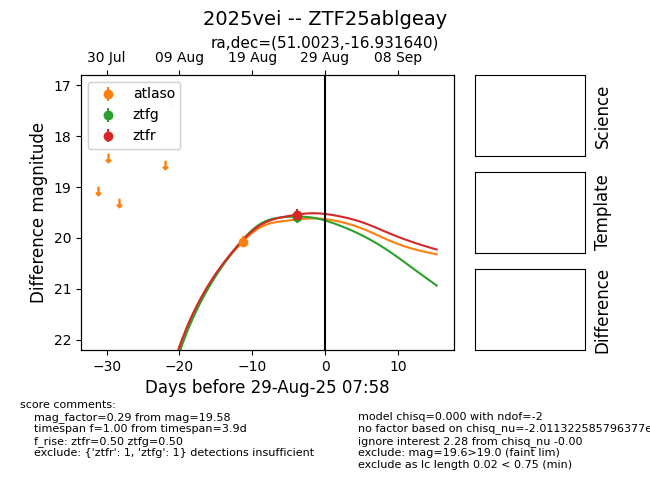 2025vei -- ZTF25ablgeay
ra,dec=(51.0023,-16.931640)
30 Jul 09 Aug 19 Aug 29 Aug 08 Sep
17
18
19
20
21
22
Difference magnitude
atlaso
ztfg
ztfr
−30 −20 −10 0 10
Days before 29-Aug-25 07:58
Science
Template
Difference
score comments:
mag_factor=0.29 from mag=19.58
timespan f=1.00 from timespan=3.9d
f_rise: ztfr=0.50 ztfg=0.50
exclude: {'ztfr': 1, 'ztfg': 1} detections insufficient
model chisq=0.000 with ndof=-2
no factor based on chisq_nu=-2.011322585796377e
ignore interest 2.28 from chisq_nu -0.00
exclude: mag=19.6>19.0 (faint lim)
exclude as lc length 0.02 < 0.75 (min)